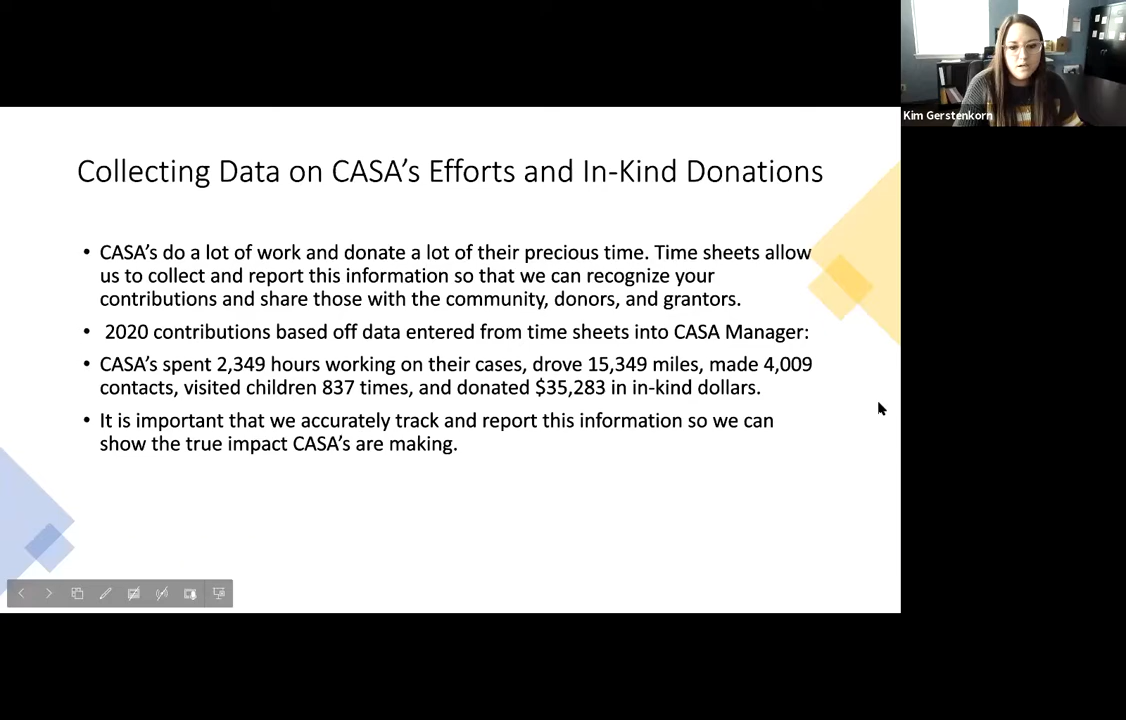 Kim Gerstenkorn
Collecting Data on CASA's Efforts and In-Kind Donations
• CASA's do a lot of work and donate a lot of their precious time. Time sheets allow
us to collect and report this information so that we can recognize your
contributions and share those with the community, donors, and grantors.
• 2020 contributions based off data entered from time sheets into CASA Manager:
• CASA's spent 2,349 hours working on their cases, drove 15,349 miles, made 4,009
contacts, visited children 837 times, and donated $35,283 in in-kind dollars.
• It is important that we accurately track and report this information so we can
show the true impact CASA's are making.